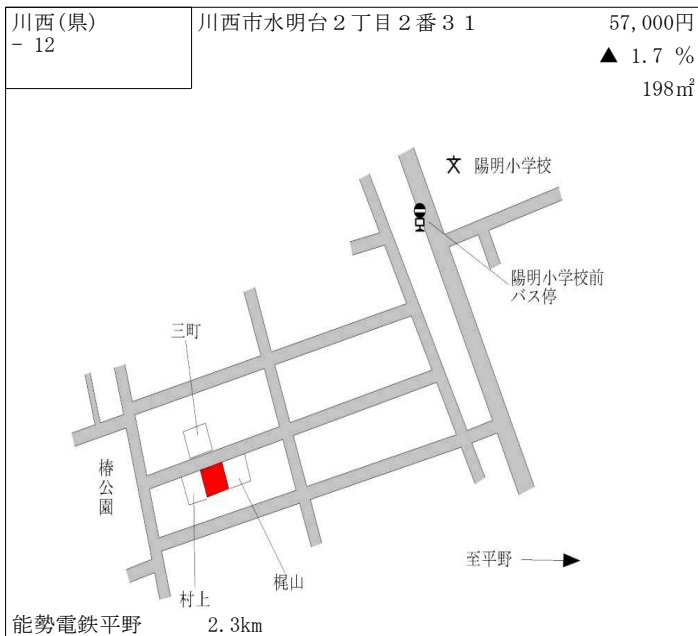 川西(県)
- 12
川西市水明台２丁目２番３１
57,000円
▲ 1.7 %
198㎡
陽明小学校
陽明小学校前
バス停
三町
椿公園
至平野
梶山
村上
能勢電鉄平野 2.3km